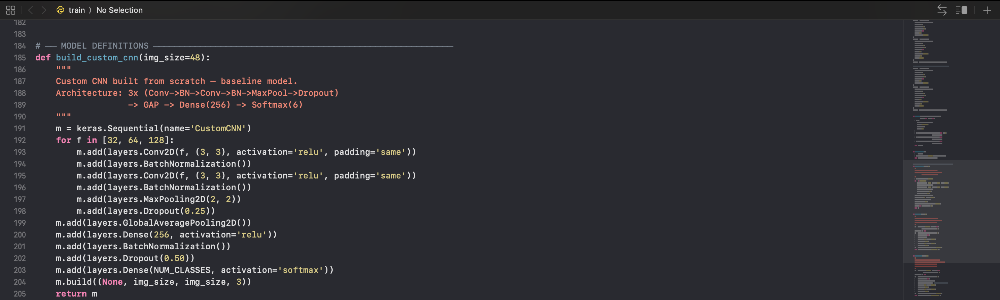 train ⟩ No Selection
182
183
184 # —— MODEL DEFINITIONS ——————————————————————————————————————————————————————————
185 def build_custom_cnn(img_size=48):
186     """
187     Custom CNN built from scratch — baseline model.
188     Architecture: 3x (Conv->BN->Conv->BN->MaxPool->Dropout)
189                   -> GAP -> Dense(256) -> Softmax(6)
190     """
191     m = keras.Sequential(name='CustomCNN')
192     for f in [32, 64, 128]:
193         m.add(layers.Conv2D(f, (3, 3), activation='relu', padding='same'))
194         m.add(layers.BatchNormalization())
195         m.add(layers.Conv2D(f, (3, 3), activation='relu', padding='same'))
196         m.add(layers.BatchNormalization())
197         m.add(layers.MaxPooling2D(2, 2))
198         m.add(layers.Dropout(0.25))
199     m.add(layers.GlobalAveragePooling2D())
200     m.add(layers.Dense(256, activation='relu'))
201     m.add(layers.BatchNormalization())
202     m.add(layers.Dropout(0.50))
203     m.add(layers.Dense(NUM_CLASSES, activation='softmax'))
204     m.build((None, img_size, img_size, 3))
205     return m